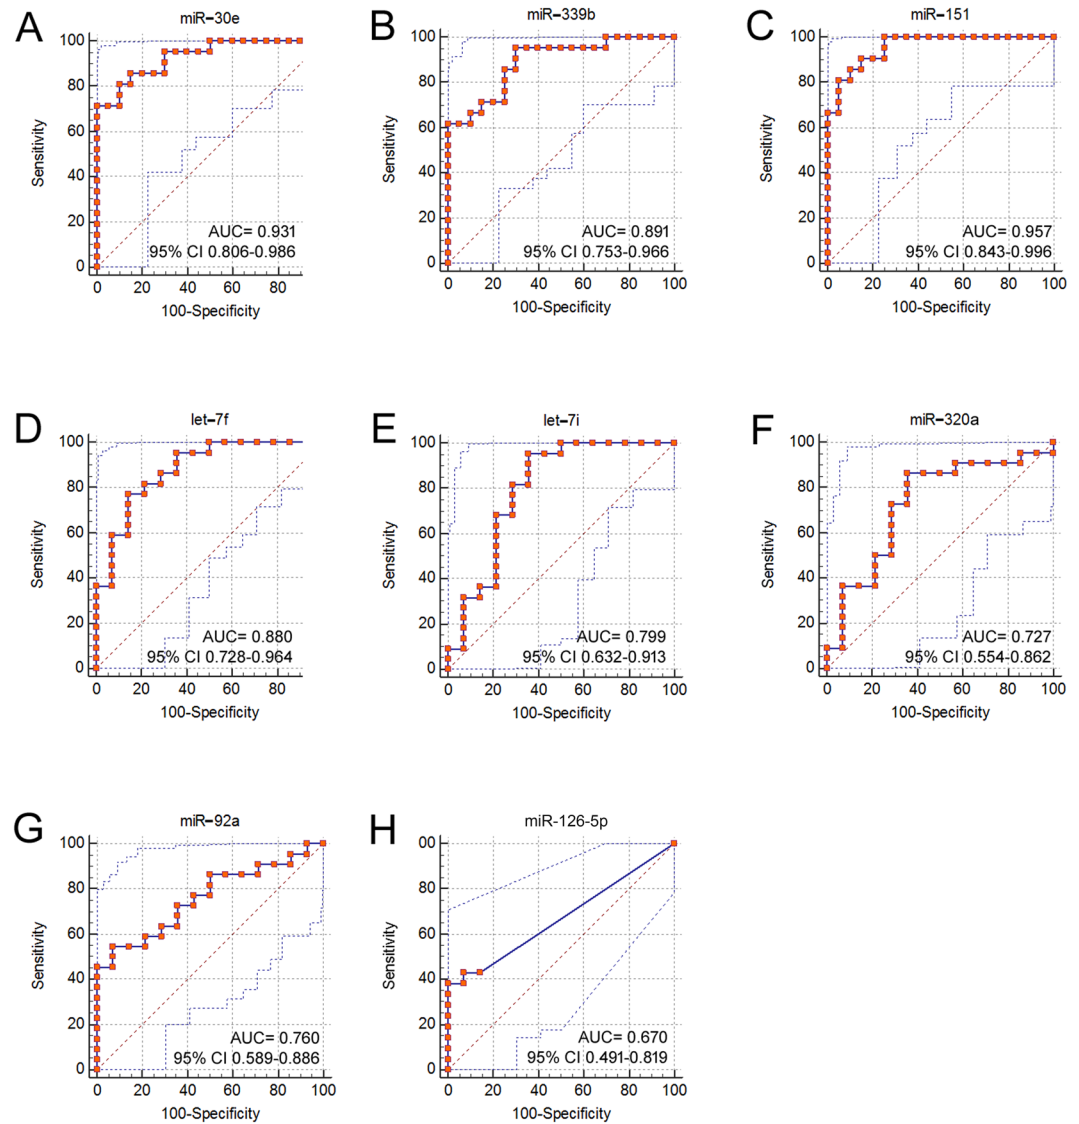 A
miR-30e
100
80
60
40
20
0
Sensitivity
AUC= 0.931
95% CI 0.806-0.986
0 20 40 60 80
100-Specificity
B
miR-339b
100
80
60
40
20
0
Sensitivity
AUC= 0.891
95% CI 0.753-0.966
0 20 40 60 80 100
100-Specificity
C
miR-151
100
80
60
40
20
0
Sensitivity
AUC= 0.957
95% CI 0.843-0.996
0 20 40 60 80 100
100-Specificity
D
let-7f
100
80
60
40
20
0
Sensitivity
AUC= 0.880
95% CI 0.728-0.964
0 20 40 60 80
100-Specificity
E
let-7i
100
80
60
40
20
0
Sensitivity
AUC= 0.799
95% CI 0.632-0.913
0 20 40 60 80 100
100-Specificity
F
miR-320a
100
80
60
40
20
0
Sensitivity
AUC= 0.727
95% CI 0.554-0.862
0 20 40 60 80 100
100-Specificity
G
miR-92a
100
80
60
40
20
0
Sensitivity
AUC= 0.760
95% CI 0.589-0.886
0 20 40 60 80 100
100-Specificity
H
miR-126-5p
00
80
60
40
20
0
Sensitivity
AUC= 0.670
95% CI 0.491-0.819
0 20 40 60 80 100
100-Specificity